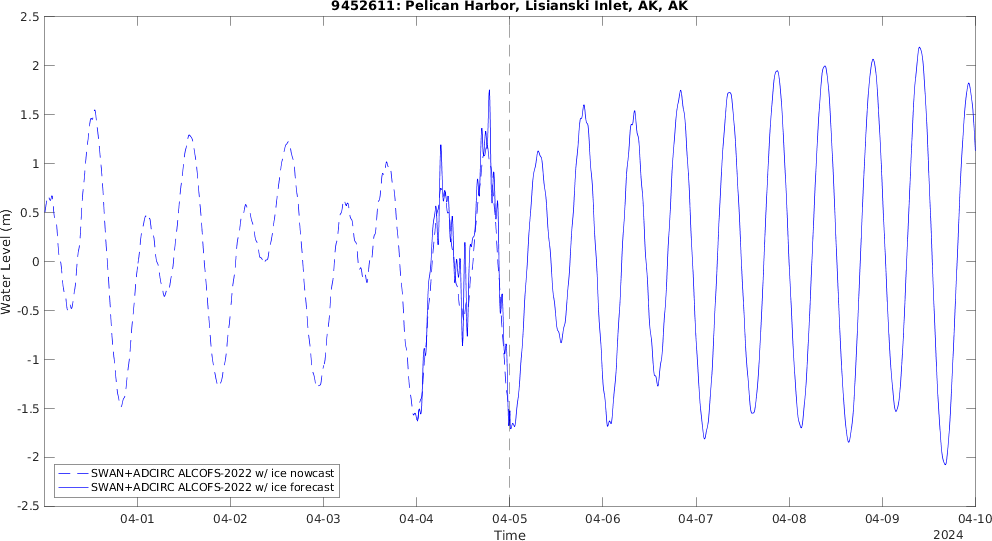 9452611: Pelican Harbor, Lisianski Inlet, AK, AK
2.5
2
1.5
1
0.5
0
-0.5
-1
-1.5
-2
-2.5
Water Level (m)
SWAN+ADCIRC ALCOFS-2022 w/ ice nowcast
SWAN+ADCIRC ALCOFS-2022 w/ ice forecast
04-01 04-02 04-03 04-04 04-05 04-06 04-07 04-08 04-09 04-10
Time
2024